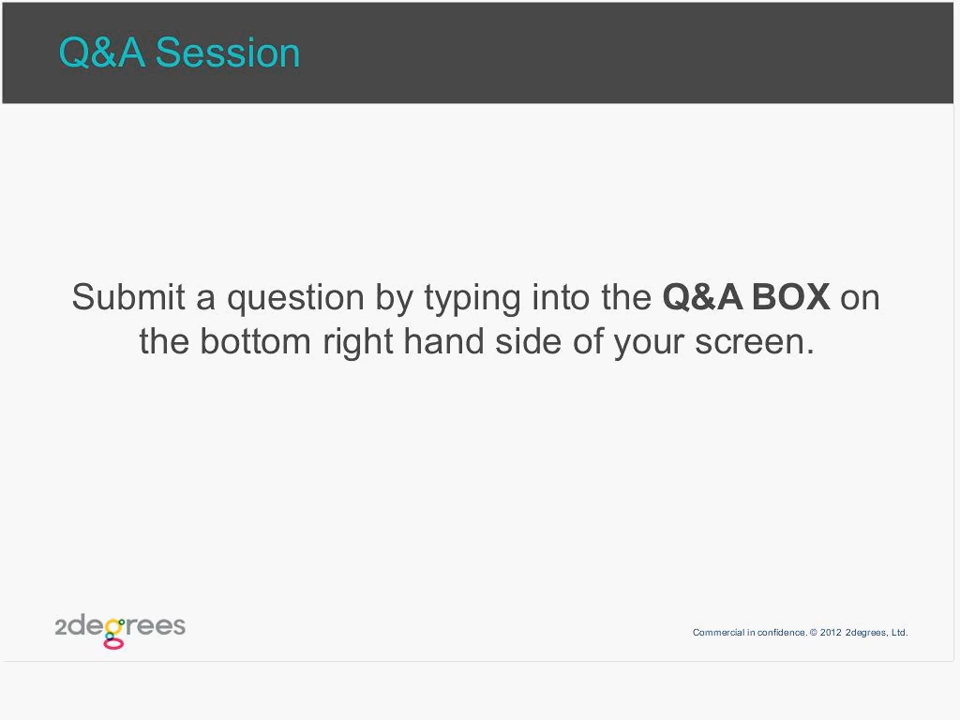 Q&A Session
Submit a question by typing into the Q&A BOX on
the bottom right hand side of your screen.
2degrees
Commercial in confidence. © 2012 2degrees, Ltd.